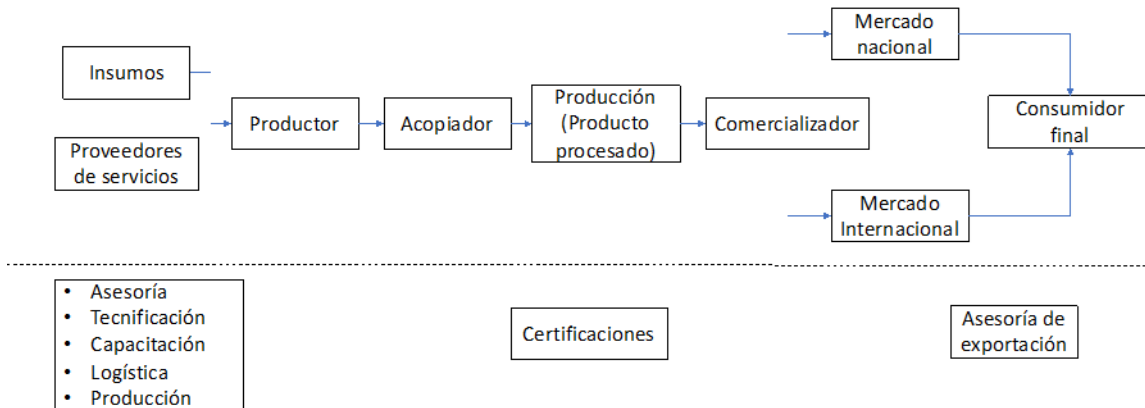 Insumos
Proveedores
de servicios
Productor
Acopiador
Producción
(Producto
procesado)
Comercializador
Mercado
nacional
Mercado
Internacional
Consumidor
final
• Asesoría
• Tecnificación
• Capacitación
• Logística
• Producción
Certificaciones
Asesoría de
exportación